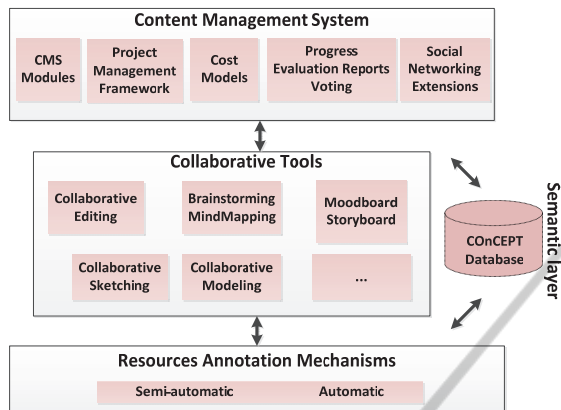 Content Management System
CMS
Modules
Project
Management
Framework
Cost
Models
Progress
Evaluation Reports
Voting
Social
Networking
Extensions
Collaborative Tools
Collaborative
Editing
Brainstorming
MindMapping
Moodboard
Storyboard
Collaborative
Sketching
Collaborative
Modeling
...
COnCEPT
Database
Semantic layer
Resources Annotation Mechanisms
Semi-automatic
Automatic